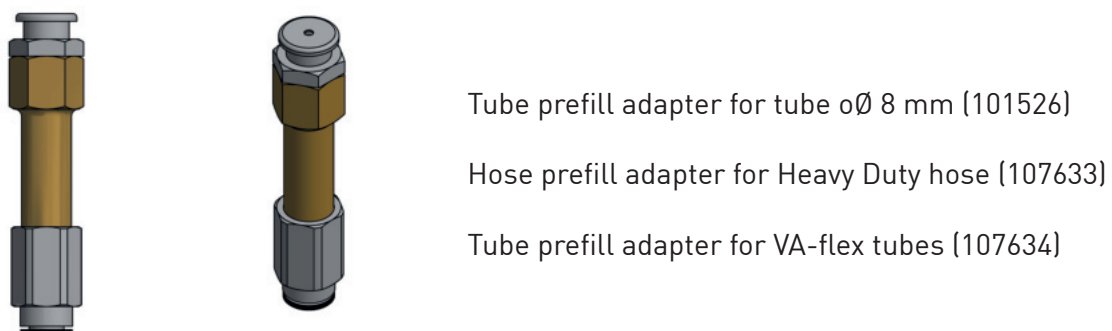 Tube prefill adapter for tube oØ 8 mm (101526)
Hose prefill adapter for Heavy Duty hose (107633)
Tube prefill adapter for VA-flex tubes (107634)